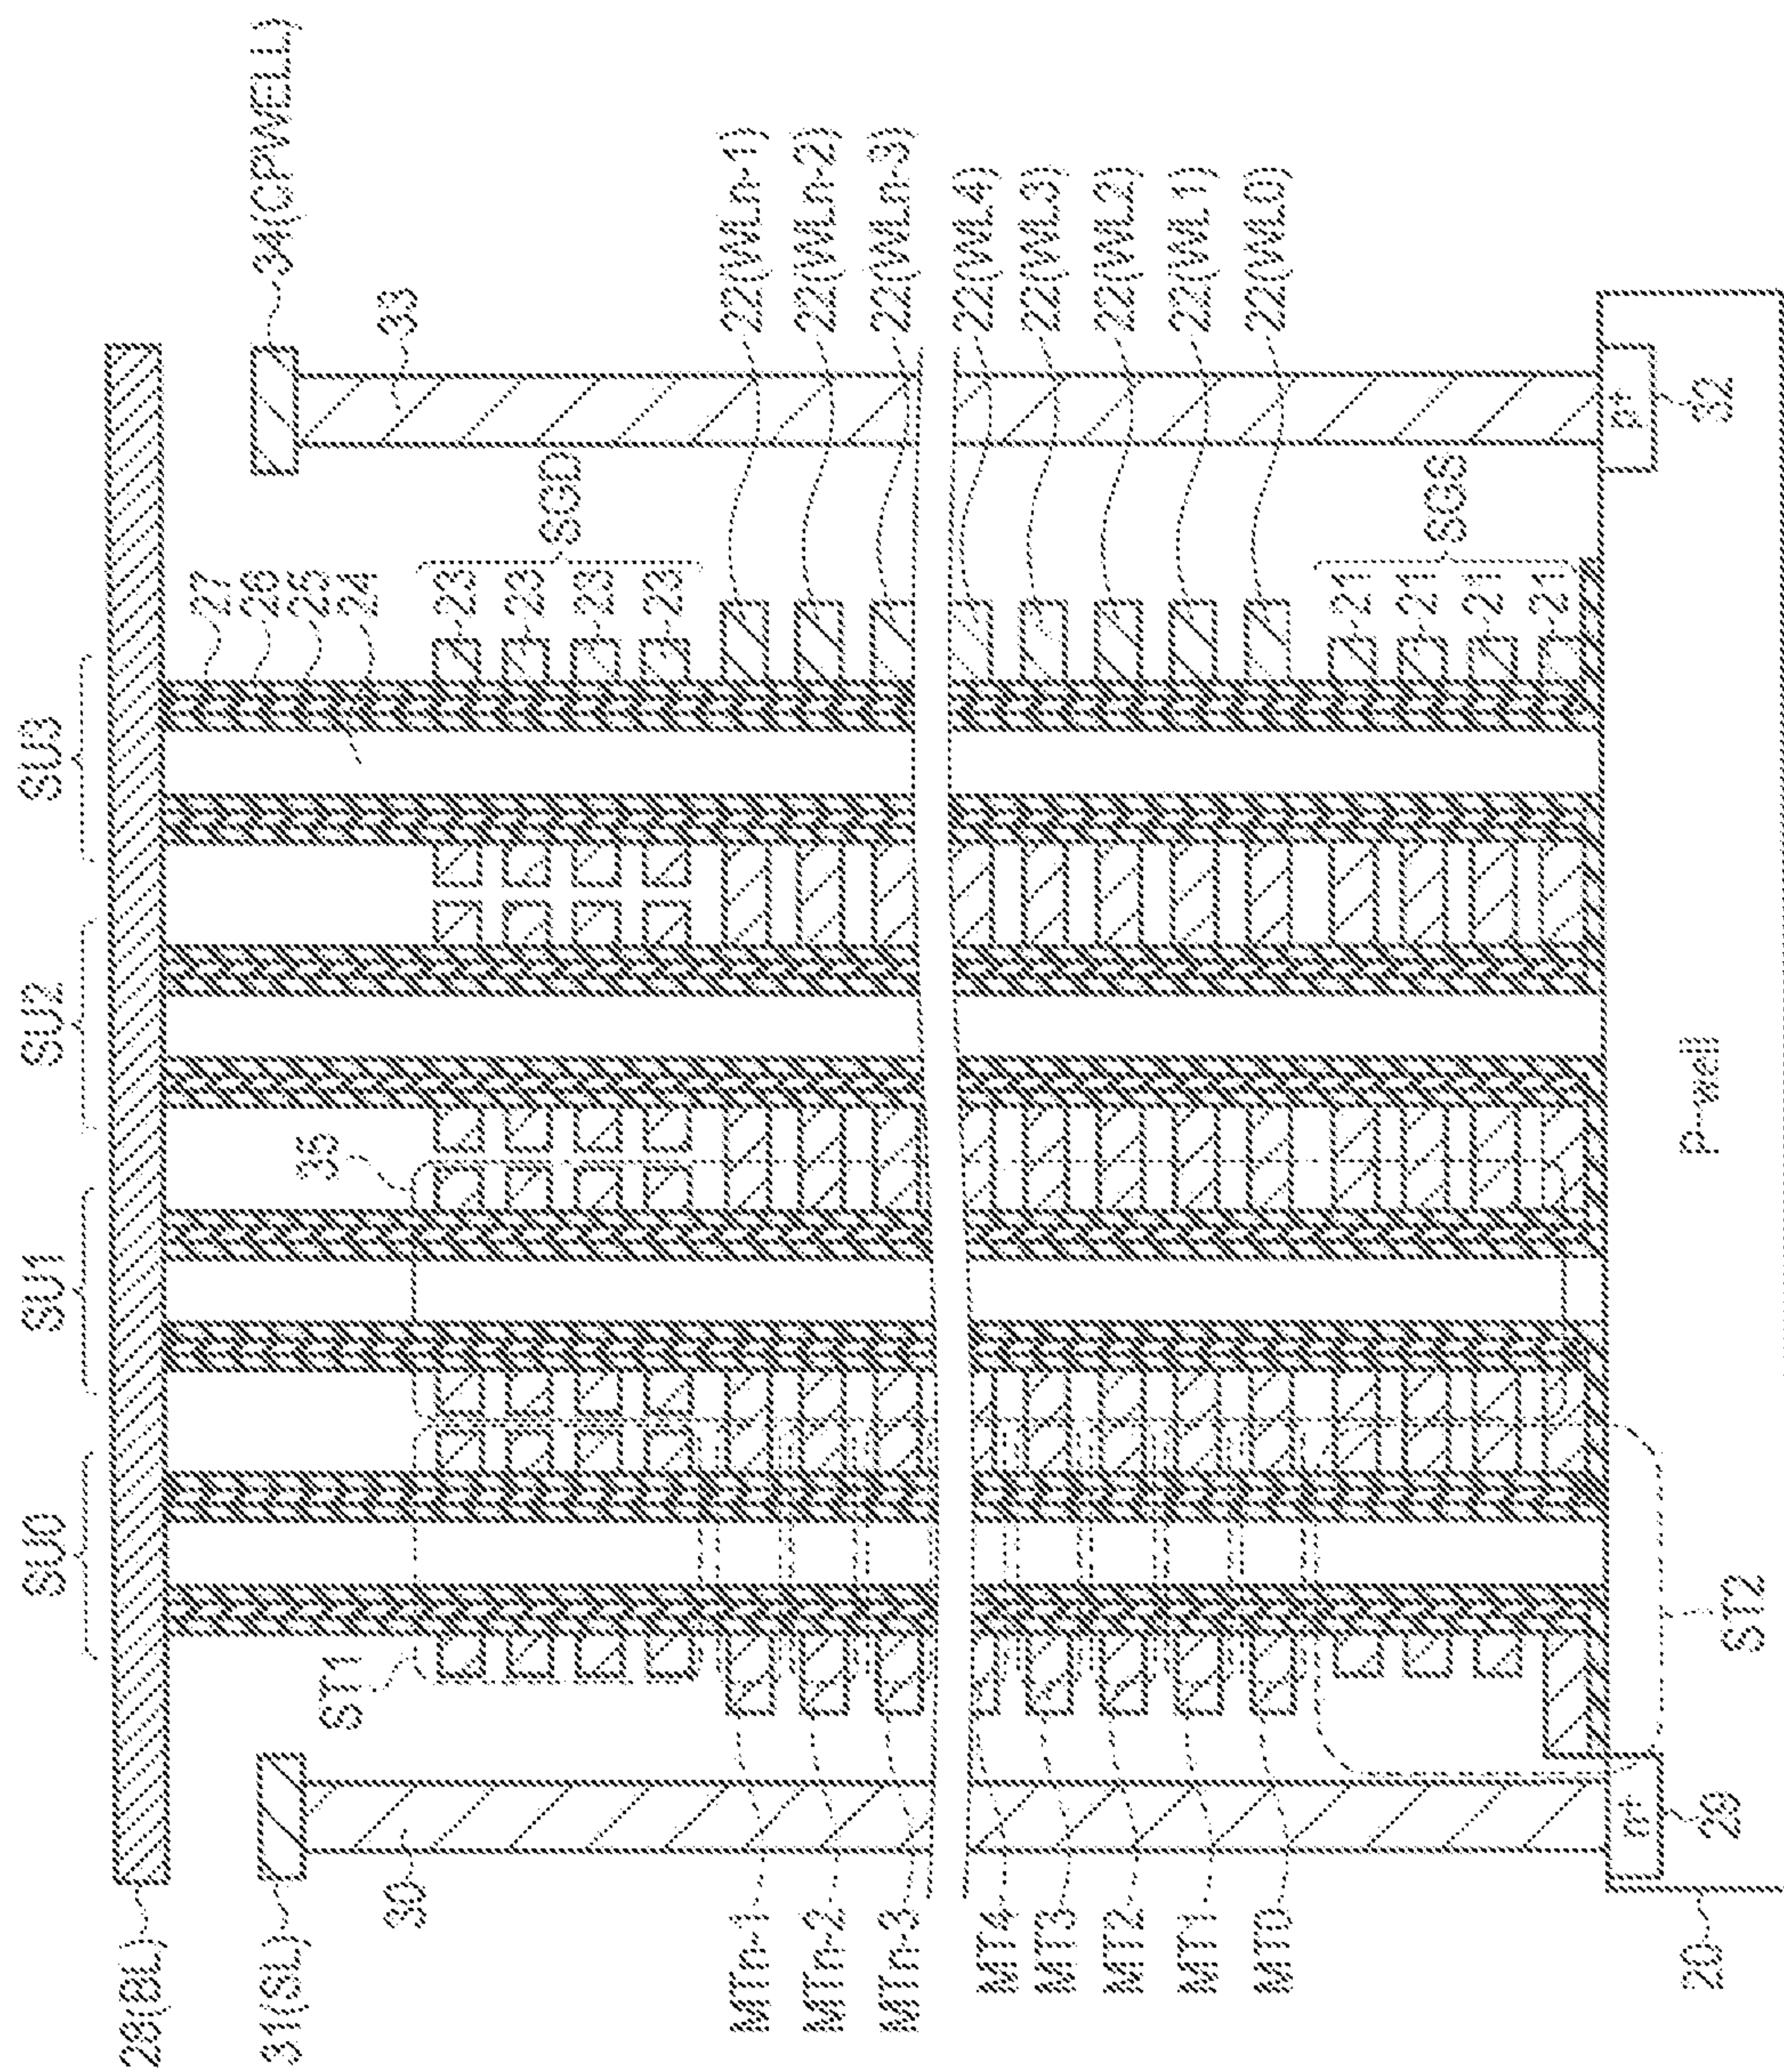 SU0
SU1
SU2
SU3
28(BL)
31(SL)
34(CPWELL)
30
ST1
35
27
26
25
24
33
23
23
23
23
SGD
MTn-1
MTn-2
MTn-3
MT4
MT3
MT2
MT1
MT0
22(WLn-1)
22(WLn-2)
22(WLn-3)
22(WL4)
22(WL3)
22(WL2)
22(WL1)
22(WL0)
21
21
21
21
SGS
n+
p+
29
32
ST2
P-well
20